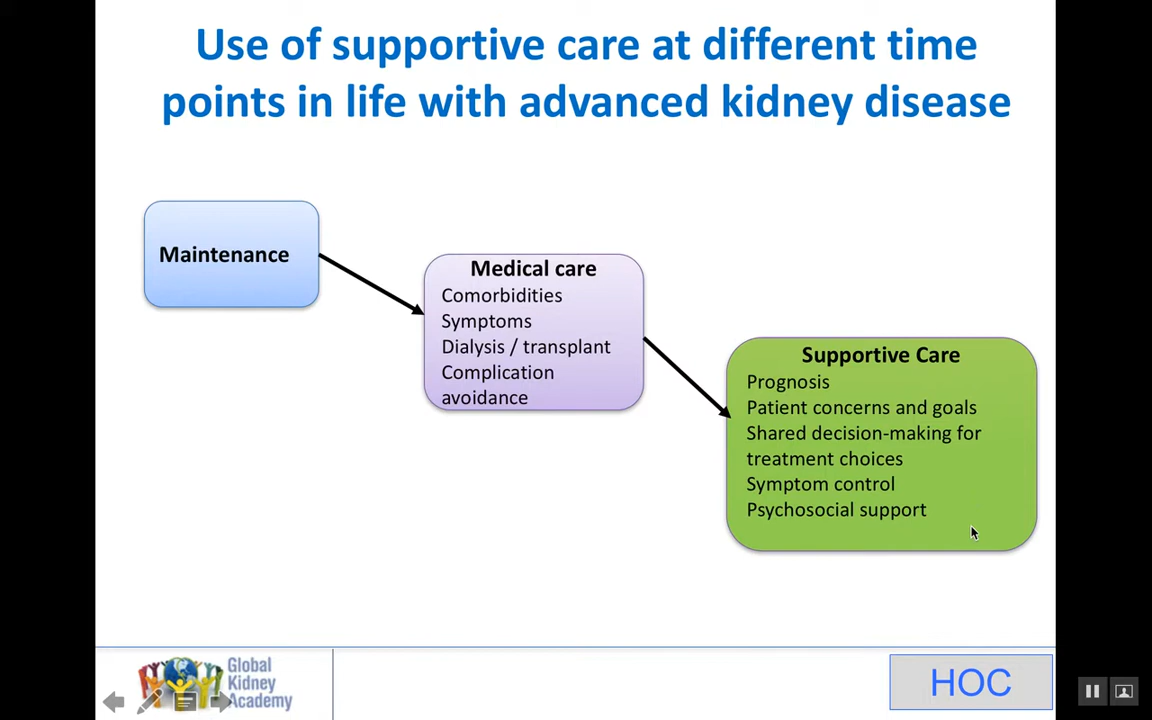 Use of supportive care at different time
points in life with advanced kidney disease
Maintenance
Medical care
Comorbidities
Symptoms
Dialysis / transplant
Complication
avoidance
Supportive Care
Prognosis
Patient concerns and goals
Shared decision-making for
treatment choices
Symptom control
Psychosocial support
Global
Kidney
Academy
HOC